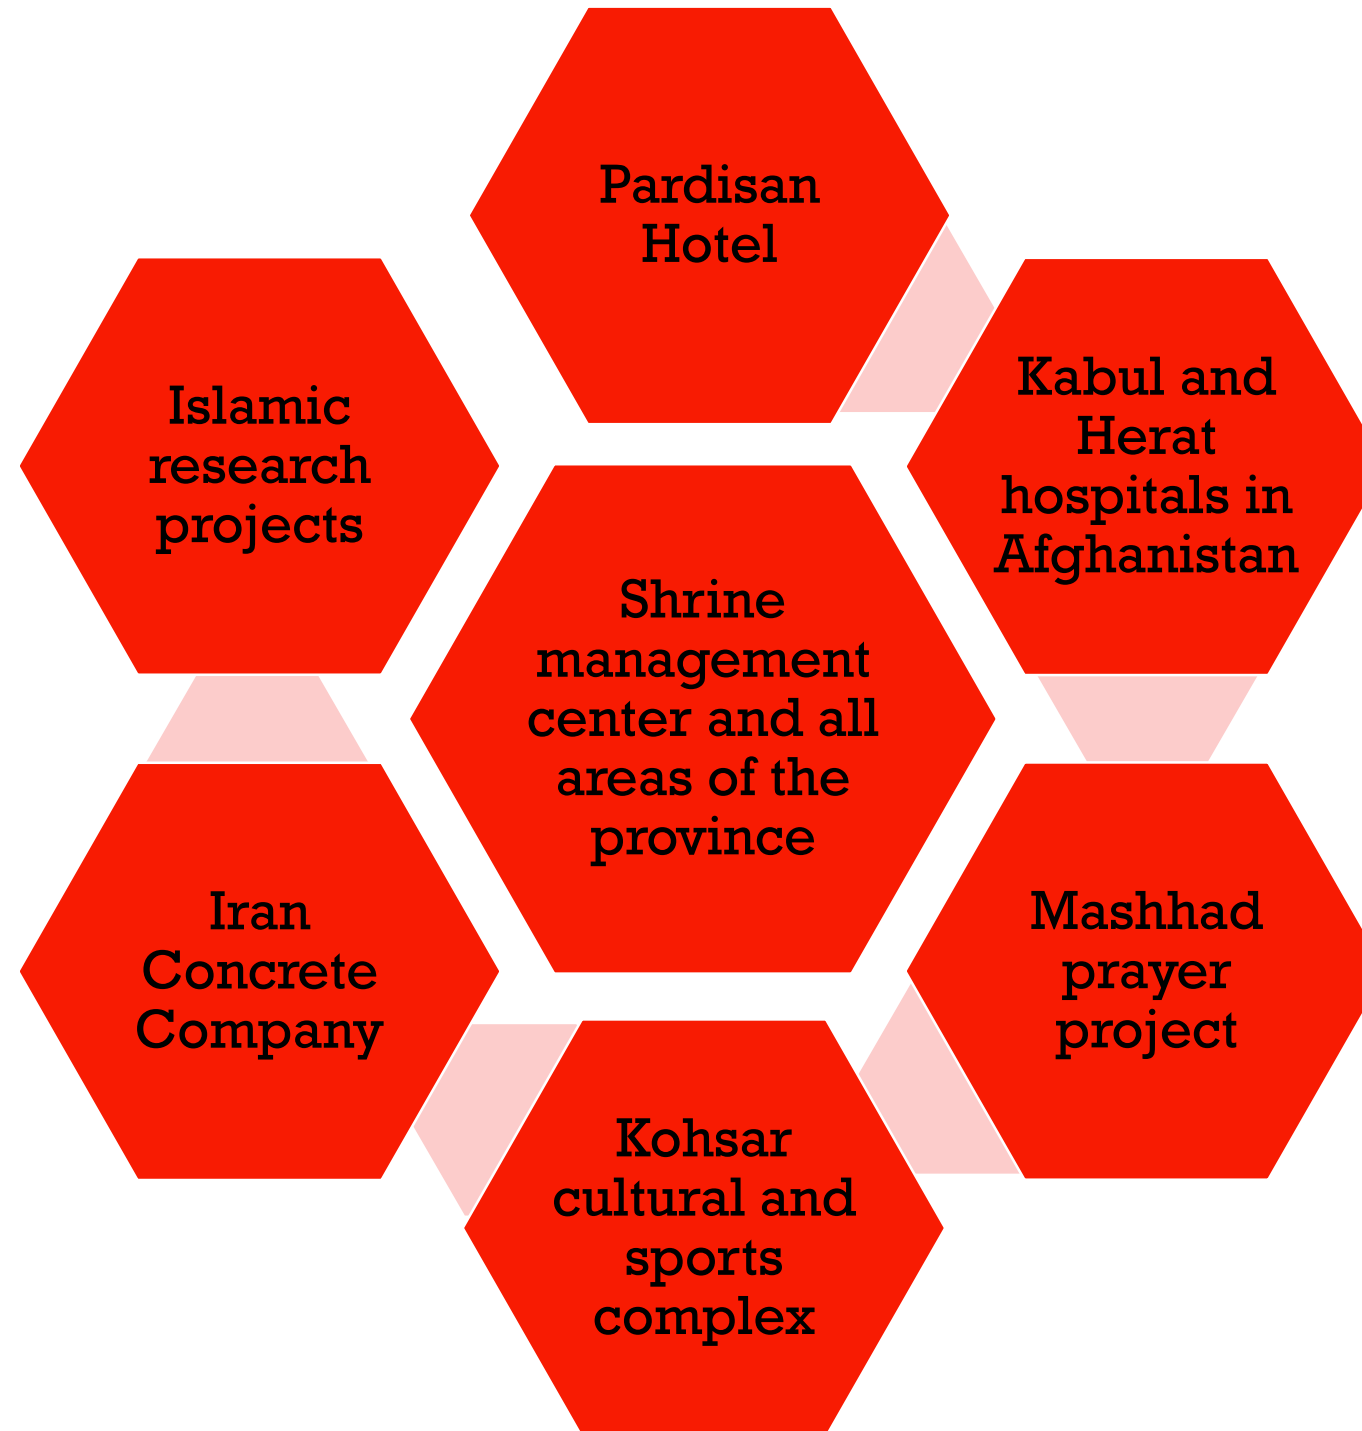 Pardisan
Hotel
Kabul and
Herat
hospitals in
Afghanistan
Islamic
research
projects
Shrine
management
center and all
areas of the
province
Iran
Concrete
Company
Mashhad
prayer
project
Kohsar
cultural and
sports
complex